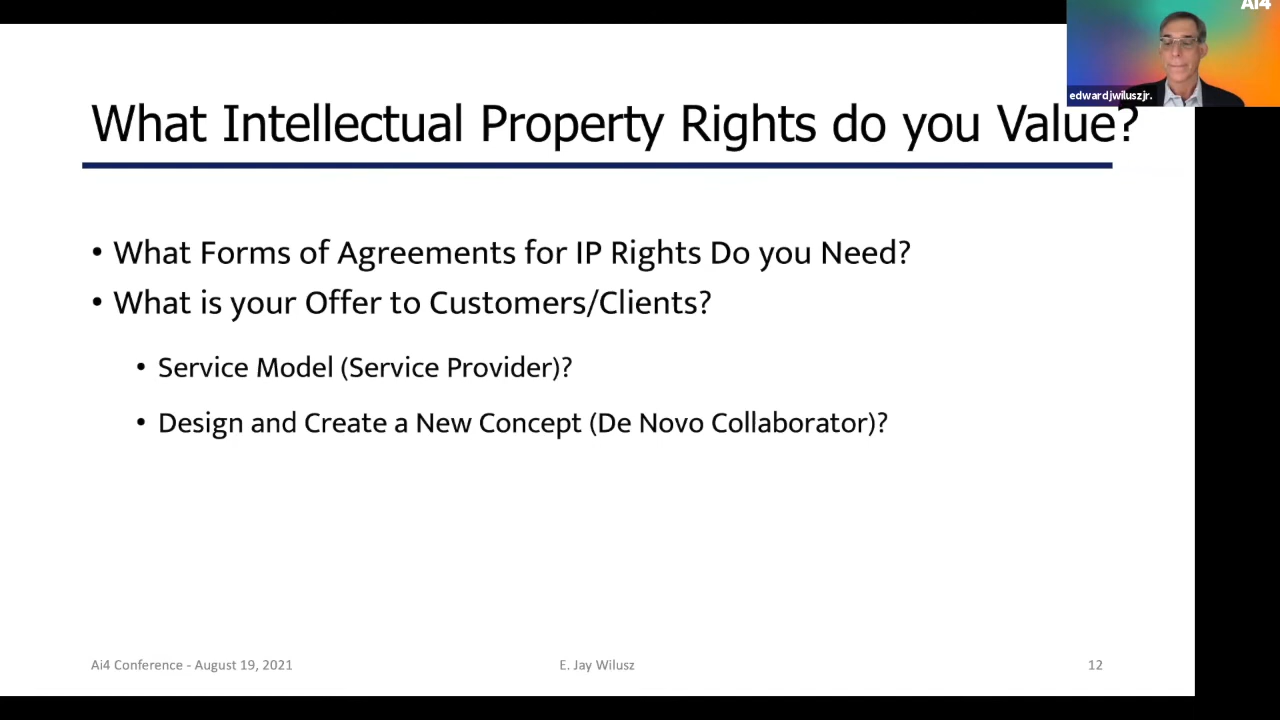 Ai4
edwardjwiluszjr.
What Intellectual Property Rights do you Value?
• What Forms of Agreements for IP Rights Do you Need?
• What is your Offer to Customers/Clients?
• Service Model (Service Provider)?
• Design and Create a New Concept (De Novo Collaborator)?
Ai4 Conference - August 19, 2021
E. Jay Wilusz
12